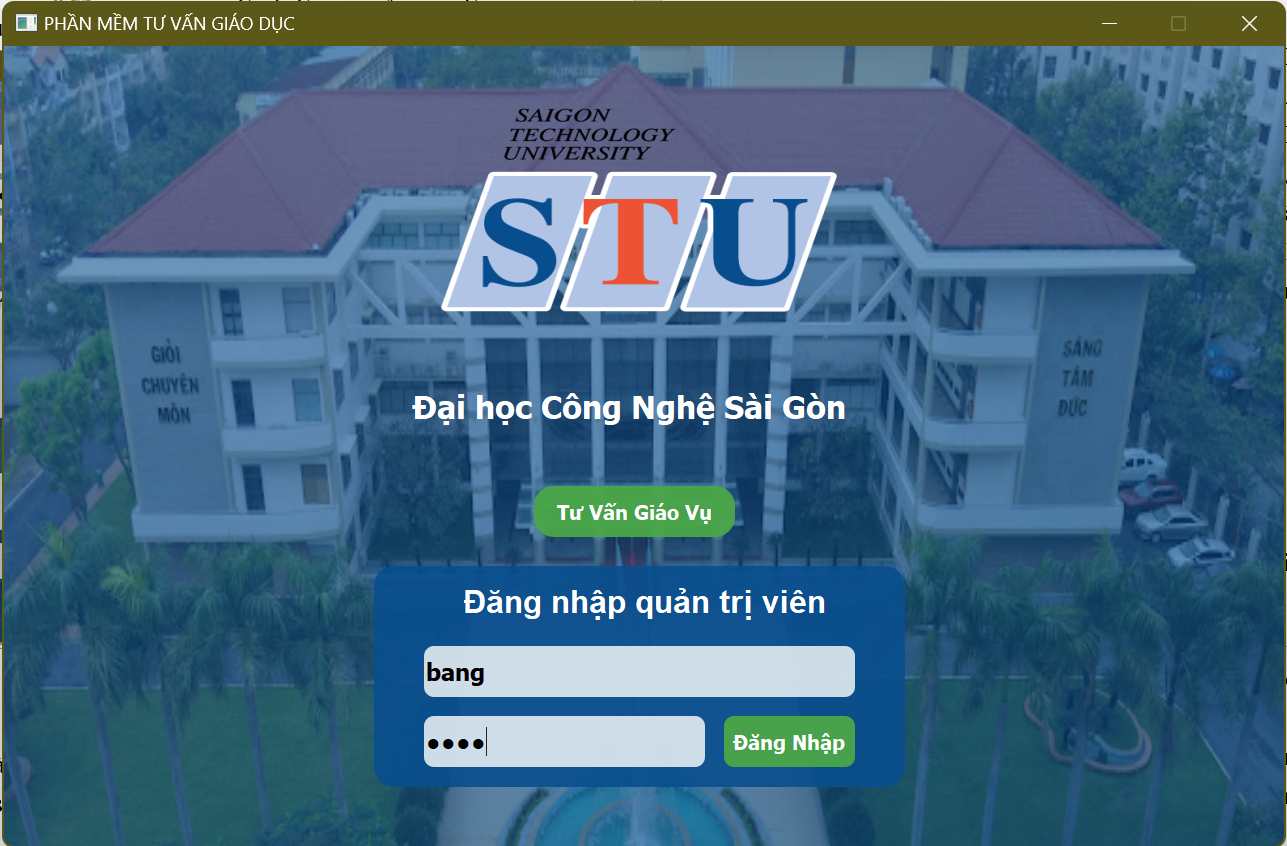 PHẦN MỀM TƯ VẤN GIÁO DỤC
SAIGON
TECHNOLOGY
UNIVERSITY
STU
GIỎI
CHUYÊN
MÔN
SÁNG
TÂM
ĐỨC
Đại học Công Nghệ Sài Gòn
Tư Vấn Giáo Vụ
Đăng nhập quản trị viên
bang
••••
Đăng Nhập